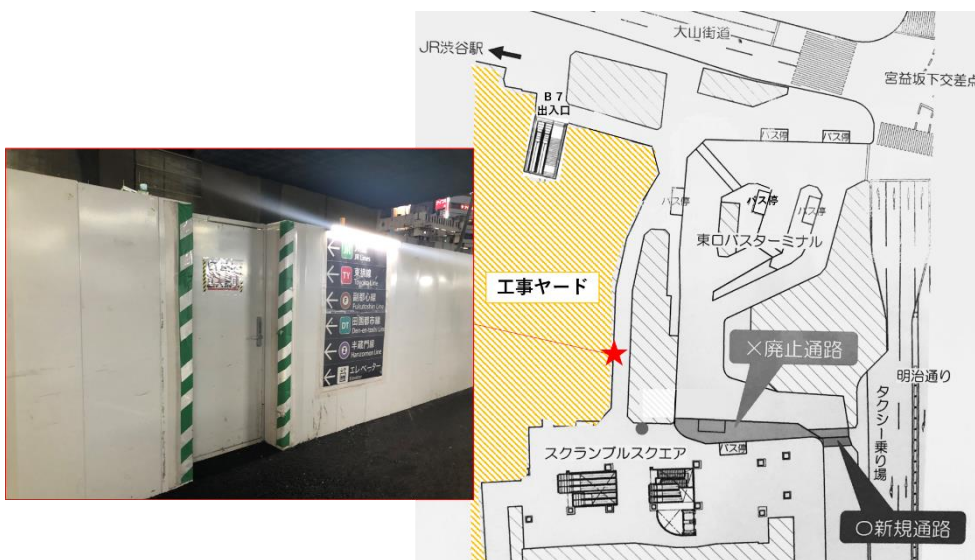 JR Lines
TY 東横線
Toyoko Line
F 副都心線
Fukutoshin Line
DT 田園都市線
Den-en-toshi Line
Z 半蔵門線
Hanzomon Line
エレベーター
大山街道
JR渋谷駅
宮益坂下交差点
B7
出入口
バス停
バス停
バス停
バス停
バス停
東口バスターミナル
工事ヤード
×廃止通路
明治通り
タクシー乗り場
バス停
スクランブルスクエア
〇新規通路